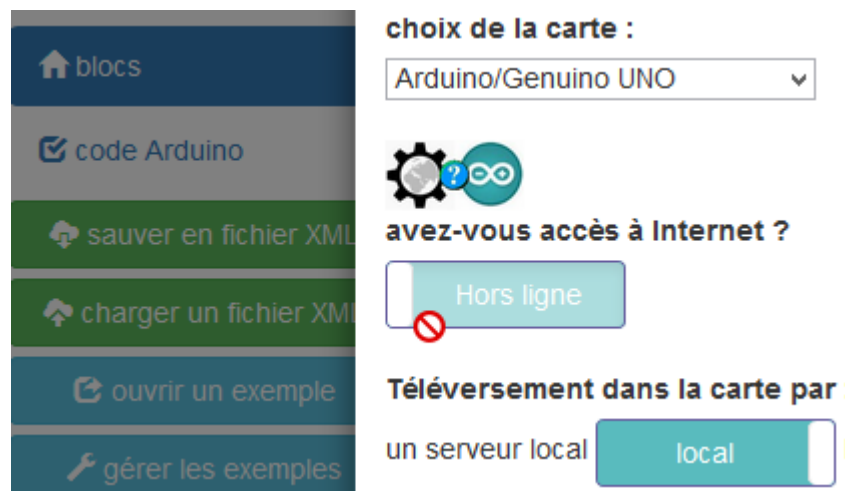 blocs
code Arduino
sauver en fichier XML
charger un fichier XML
ouvrir un exemple
gérer les exemples
choix de la carte :
Arduino/Genuino UNO
?
avez-vous accès à Internet ?
Hors ligne
Téléversement dans la carte par
un serveur local
local